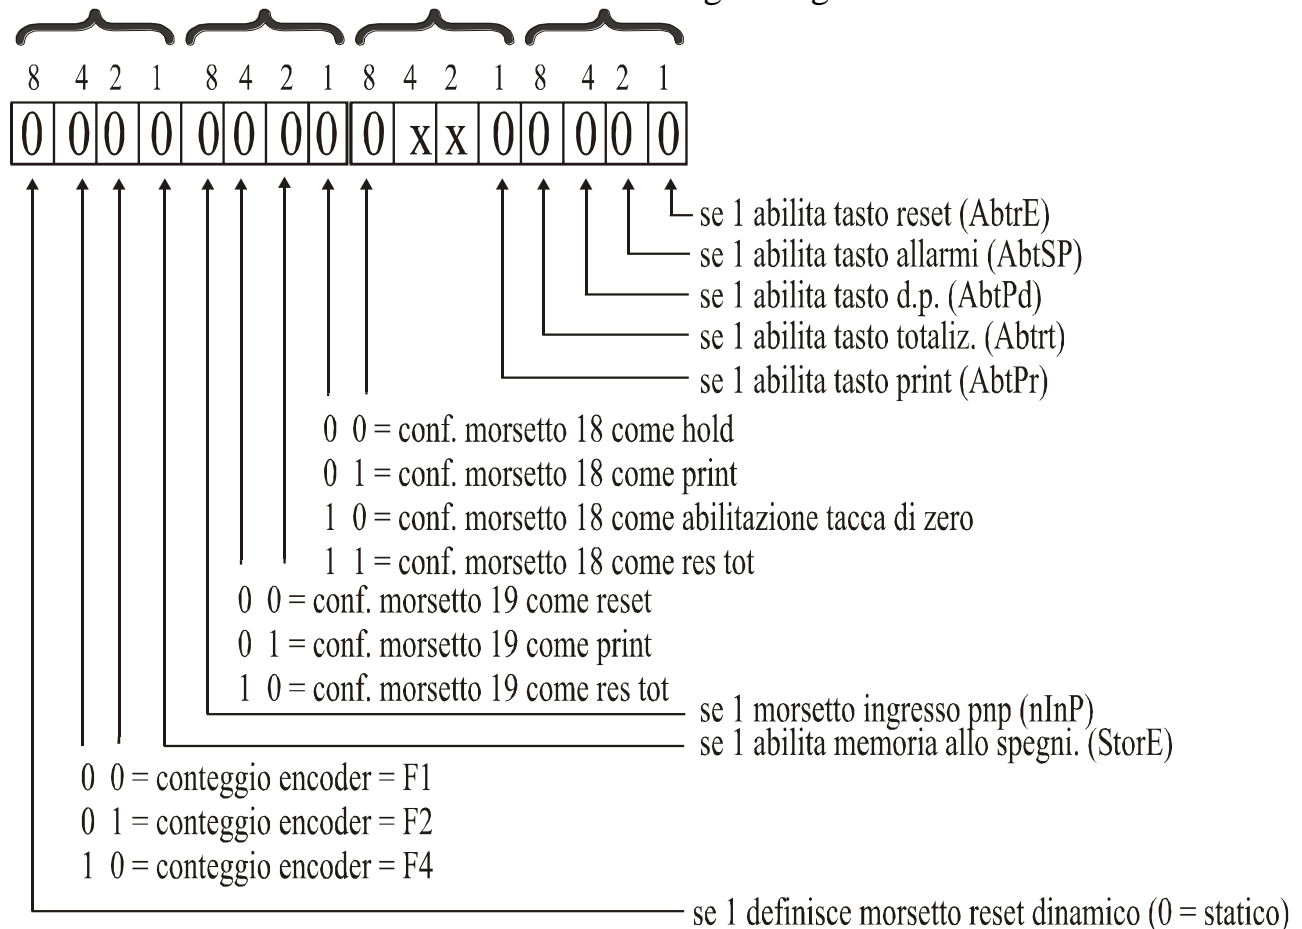 8 4 2 1 8 4 2 1 8 4 2 1 8 4 2 1
0 0 0 0 0 0 0 0 0 x x 0 0 0 0 0
se 1 abilita tasto reset (AbtrE)
se 1 abilita tasto allarmi (AbtSP)
se 1 abilita tasto d.p. (AbtPd)
se 1 abilita tasto totaliz. (Abtrt)
se 1 abilita tasto print (AbtPr)
0 0 = conf. morsetto 18 come hold
0 1 = conf. morsetto 18 come print
1 0 = conf. morsetto 18 come abilitazione tacca di zero
1 1 = conf. morsetto 18 come res tot
0 0 = conf. morsetto 19 come reset
0 1 = conf. morsetto 19 come print
1 0 = conf. morsetto 19 come res tot
se 1 morsetto ingresso pnp (nInP)
se 1 abilita memoria allo spegni. (StorE)
0 0 = conteggio encoder = F1
0 1 = conteggio encoder = F2
1 0 = conteggio encoder = F4
se 1 definisce morsetto reset dinamico (0 = statico)